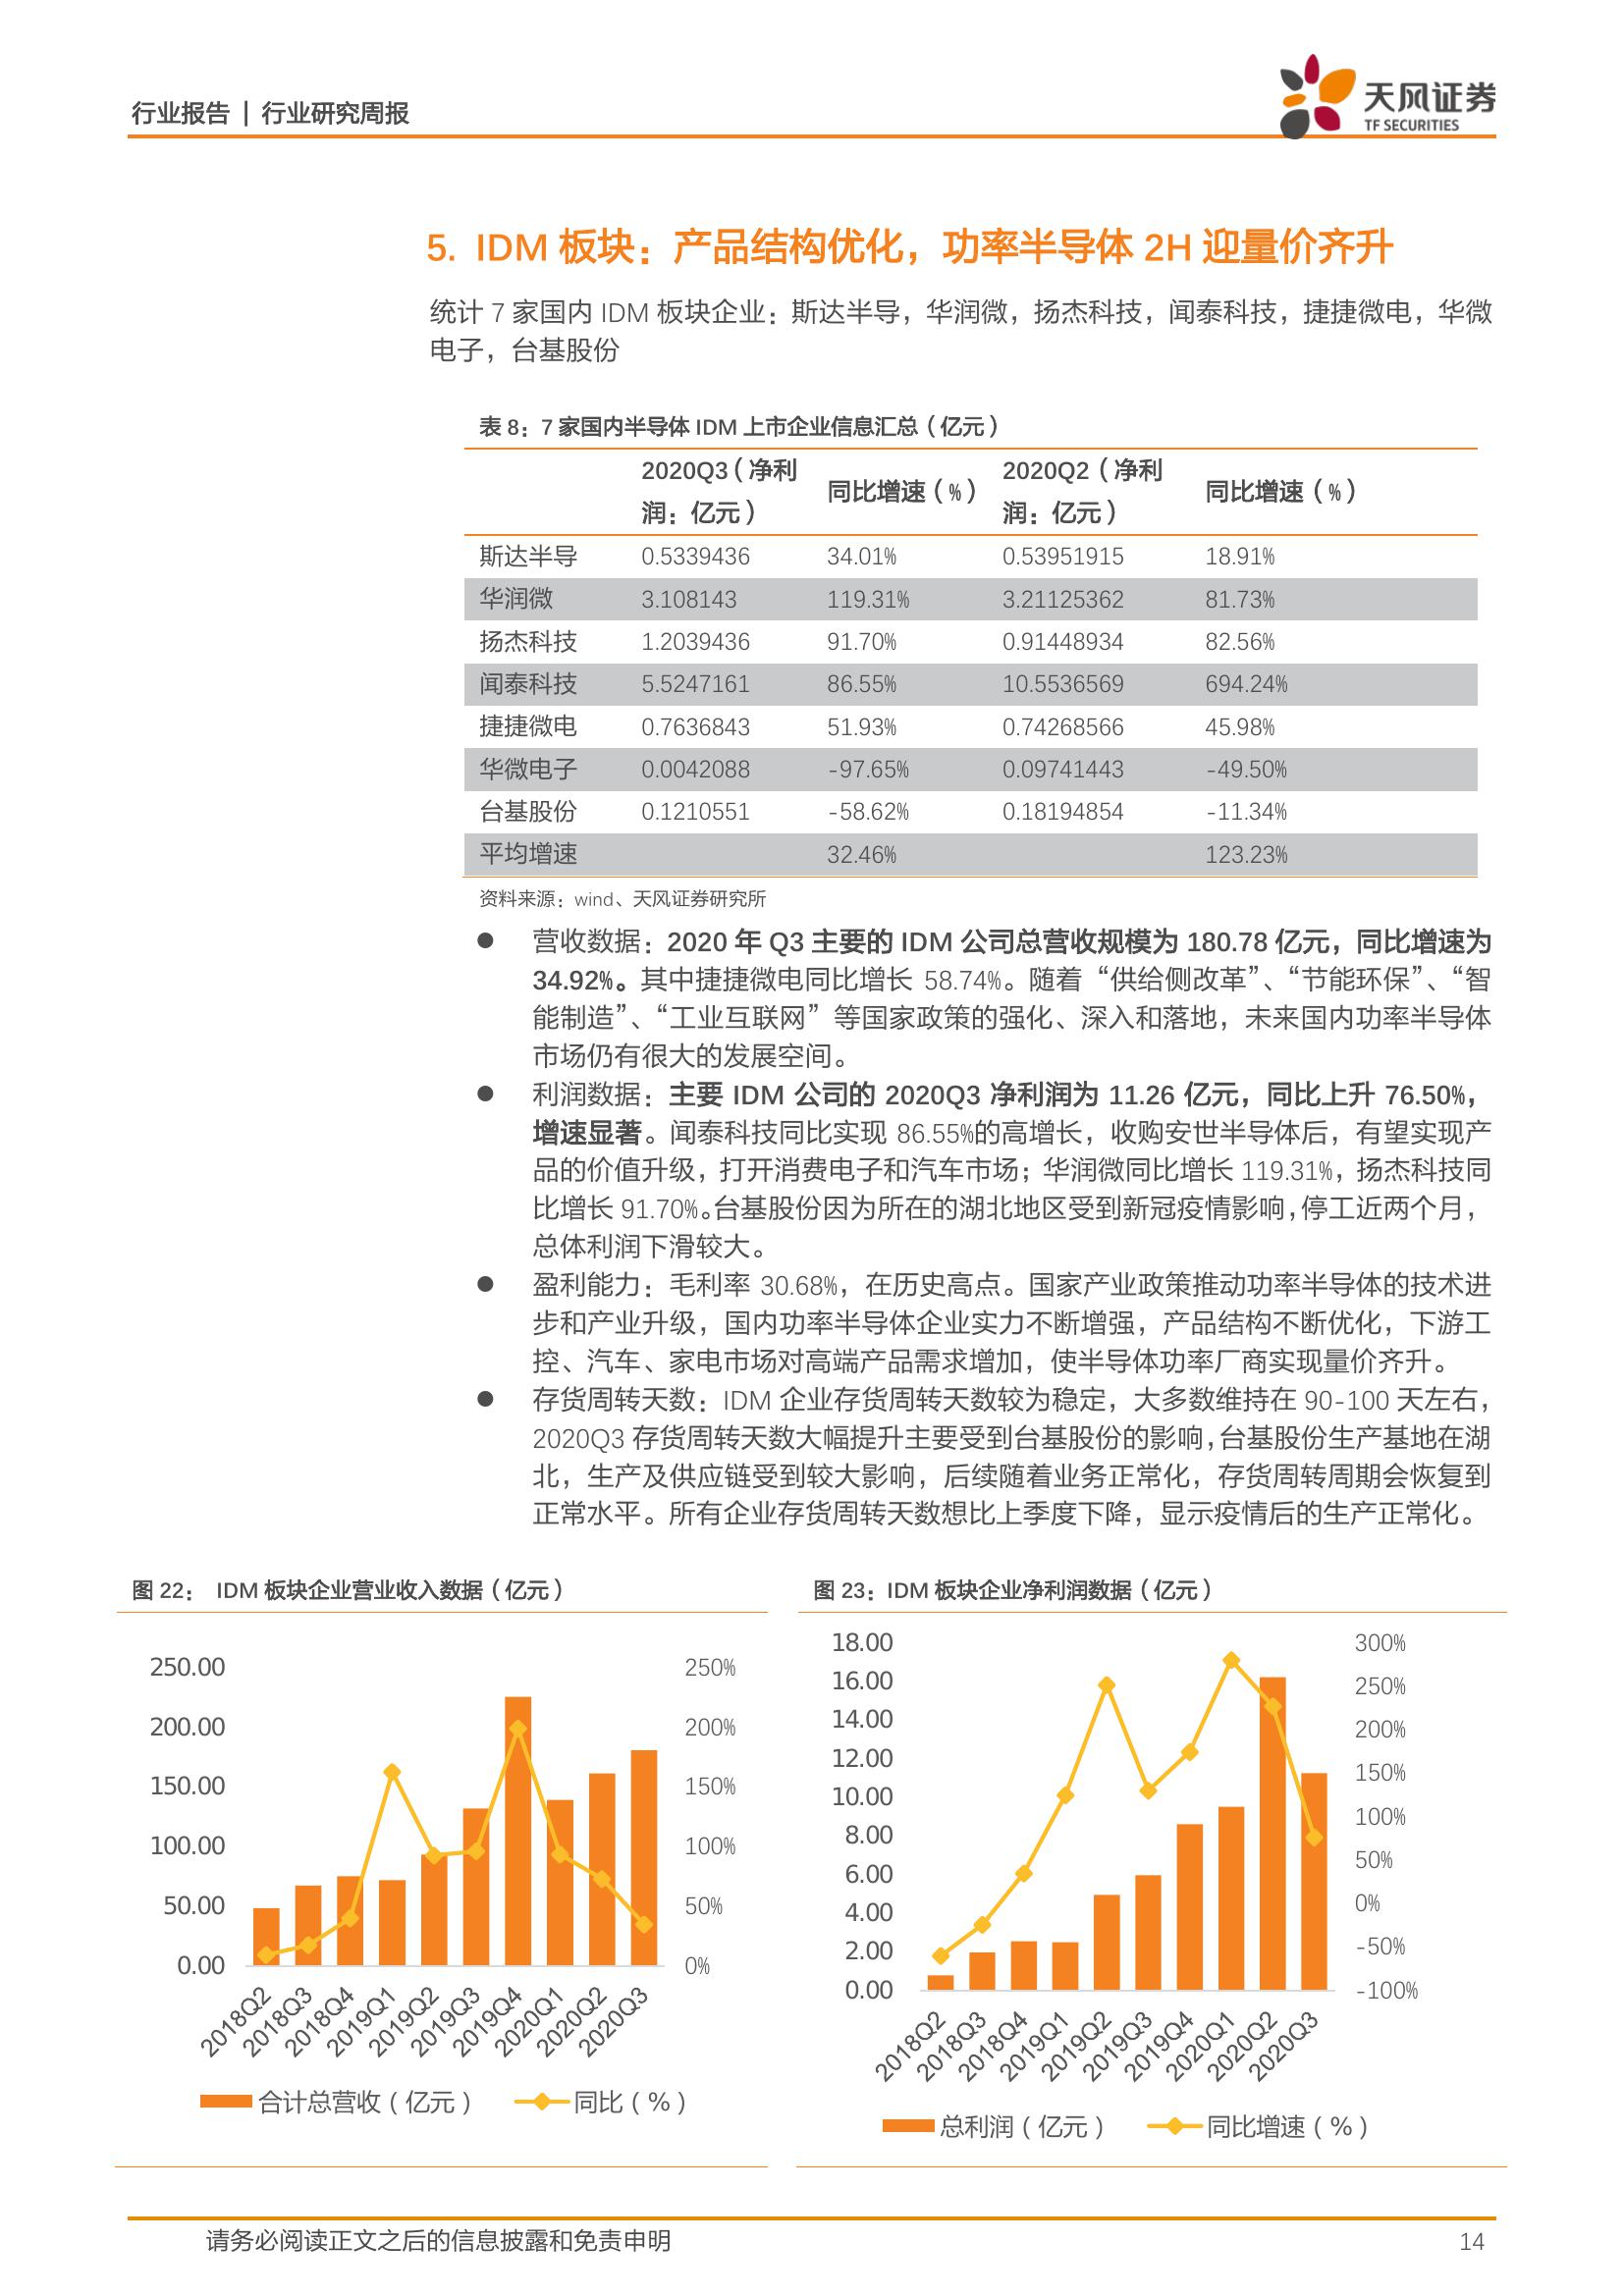 行业报告 | 行业研究周报
天风证券
TF SECURITIES
5. IDM 板块：产品结构优化，功率半导体 2H 迎量价齐升
统计 7 家国内 IDM 板块企业：斯达半导，华润微，扬杰科技，闻泰科技，捷捷微电，华微
电子，台基股份
表 8：7 家国内半导体 IDM 上市企业信息汇总（亿元）
2020Q3（净利润：亿元） 同比增速（%） 2020Q2（净利润：亿元） 同比增速（%）
斯达半导 0.5339436 34.01% 0.53951915 18.91%
华润微 3.108143 119.31% 3.21125362 81.73%
扬杰科技 1.2039436 91.70% 0.91448934 82.56%
闻泰科技 5.5247161 86.55% 10.5536569 694.24%
捷捷微电 0.7636843 51.93% 0.74268566 45.98%
华微电子 0.0042088 -97.65% 0.09741443 -49.50%
台基股份 0.1210551 -58.62% 0.18194854 -11.34%
平均增速 32.46% 123.23%
资料来源：wind、天风证券研究所
● 营收数据：2020 年 Q3 主要的 IDM 公司总营收规模为 180.78 亿元，同比增速为
34.92%。其中捷捷微电同比增长 58.74%。随着“供给侧改革”、“节能环保”、“智
能制造”、“工业互联网”等国家政策的强化、深入和落地，未来国内功率半导体
市场仍有很大的发展空间。
● 利润数据：主要 IDM 公司的 2020Q3 净利润为 11.26 亿元，同比上升 76.50%，
增速显著。闻泰科技同比实现 86.55%的高增长，收购安世半导体后，有望实现产
品的价值升级，打开消费电子和汽车市场；华润微同比增长 119.31%，扬杰科技同
比增长 91.70%。台基股份因为所在的湖北地区受到新冠疫情影响，停工近两个月，
总体利润下滑较大。
● 盈利能力：毛利率 30.68%，在历史高点。国家产业政策推动功率半导体的技术进
步和产业升级，国内功率半导体企业实力不断增强，产品结构不断优化，下游工
控、汽车、家电市场对高端产品需求增加，使半导体功率厂商实现量价齐升。
● 存货周转天数：IDM 企业存货周转天数较为稳定，大多数维持在 90-100 天左右，
2020Q3 存货周转天数大幅提升主要受到台基股份的影响，台基股份生产基地在湖
北，生产及供应链受到较大影响，后续随着业务正常化，存货周转周期会恢复到
正常水平。所有企业存货周转天数想比上季度下降，显示疫情后的生产正常化。
图 22： IDM 板块企业营业收入数据（亿元）
250.00 250%
200.00 200%
150.00 150%
100.00 100%
50.00 50%
0.00 0%
2018Q2 2018Q3 2018Q4 2019Q1 2019Q2 2019Q3 2019Q4 2020Q1 2020Q2 2020Q3
合计总营收（亿元） 同比（%）
图 23：IDM 板块企业净利润数据（亿元）
18.00 16.00 14.00 12.00 10.00 8.00 6.00 4.00 2.00 0.00
300% 250% 200% 150% 100% 50% 0% -50% -100%
2018Q2 2018Q3 2018Q4 2019Q1 2019Q2 2019Q3 2019Q4 2020Q1 2020Q2 2020Q3
总利润（亿元） 同比增速（%）
请务必阅读正文之后的信息披露和免责申明 14